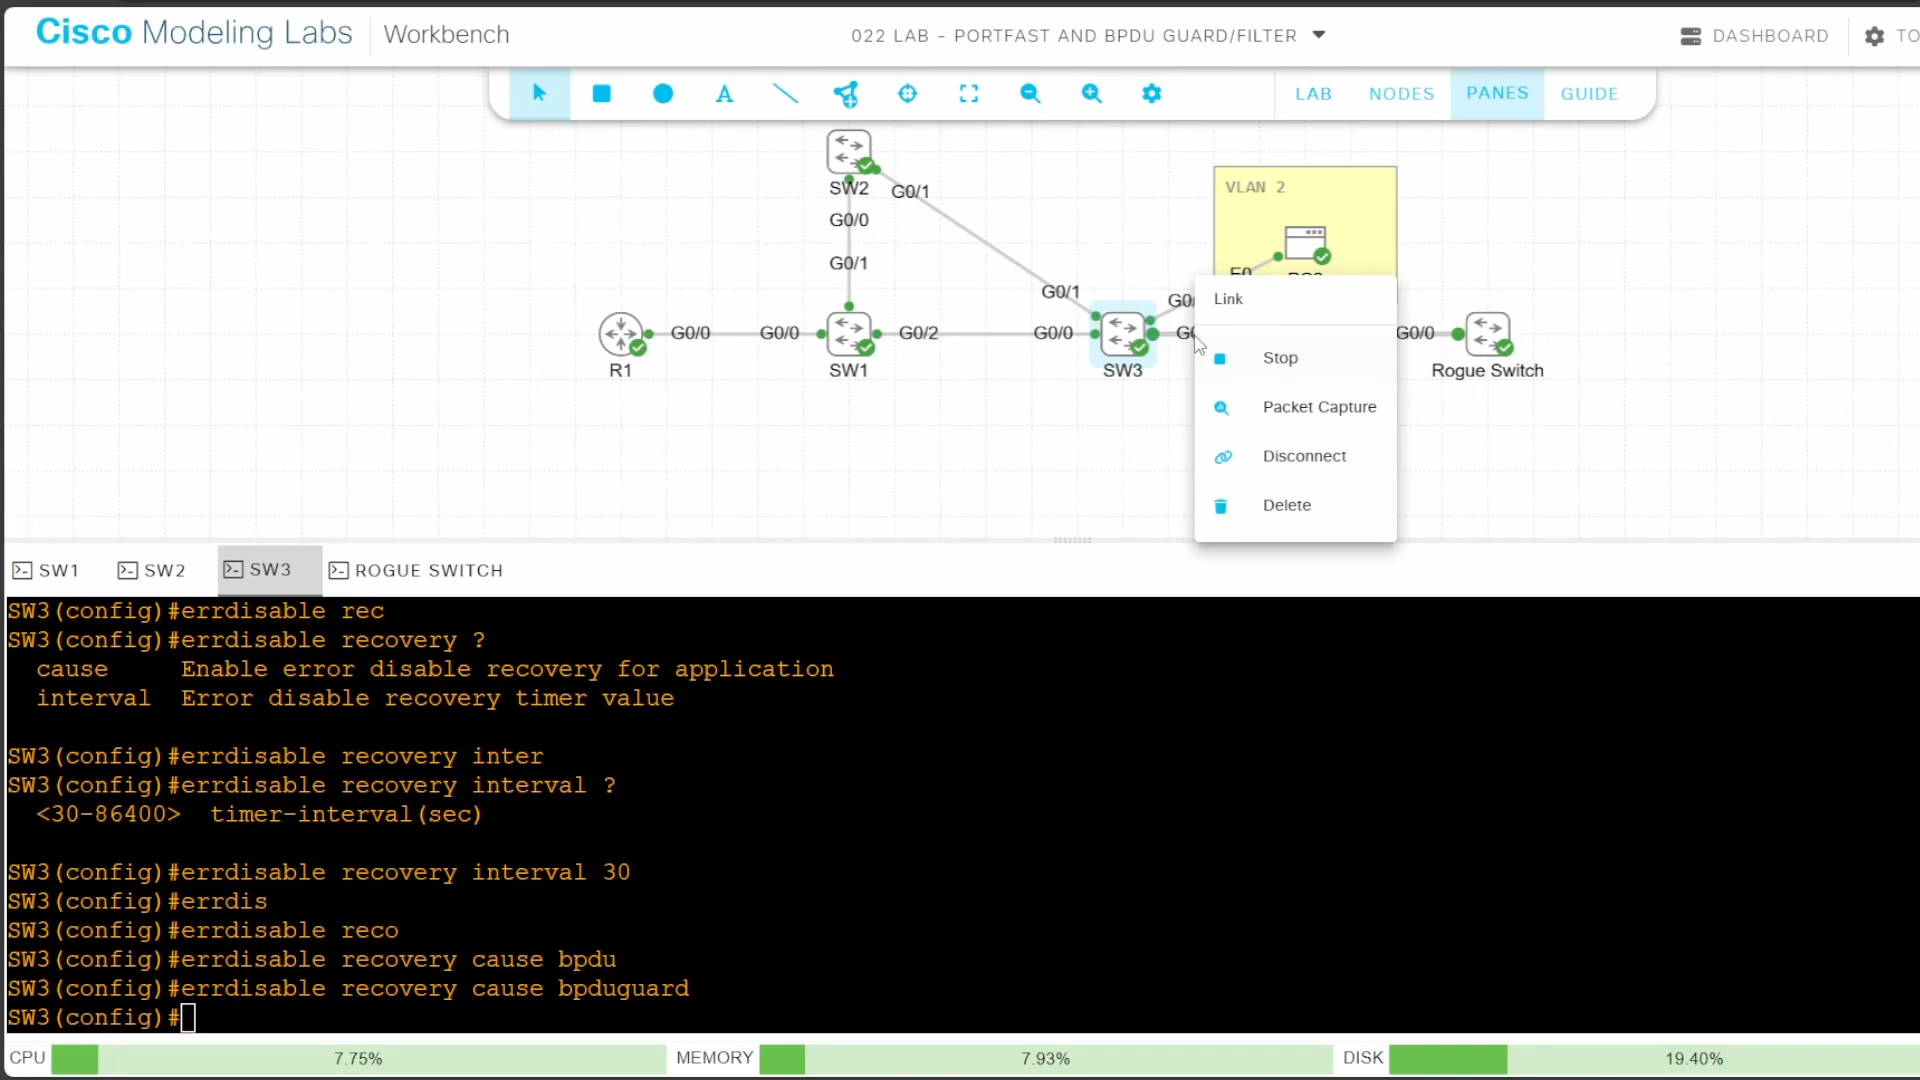 Cisco Modeling Labs Workbench 022 LAB - PORTFAST AND BPDU GUARD/FILTER DASHBOARD TO
A LAB NODES PANES GUIDE
SW2
G0/1
G0/0
VLAN 2
G0/1
E0
G0/1
G0/
R1
G0/0
G0/0
SW1
G0/2
G0/0
SW3
G0
G0/0
Rogue Switch
Link
Stop
Packet Capture
Disconnect
Delete
SW1 SW2 SW3 ROGUE SWITCH
SW3(config)#errdisable rec
SW3(config)#errdisable recovery ?
cause Enable error disable recovery for application
interval Error disable recovery timer value
SW3(config)#errdisable recovery inter
SW3(config)#errdisable recovery interval ?
<30-86400> timer-interval(sec)
SW3(config)#errdisable recovery interval 30
SW3(config)#errdis
SW3(config)#errdisable reco
SW3(config)#errdisable recovery cause bpdu
SW3(config)#errdisable recovery cause bpduguard
SW3(config)#
CPU 7.75% MEMORY 7.93% DISK 19.40%